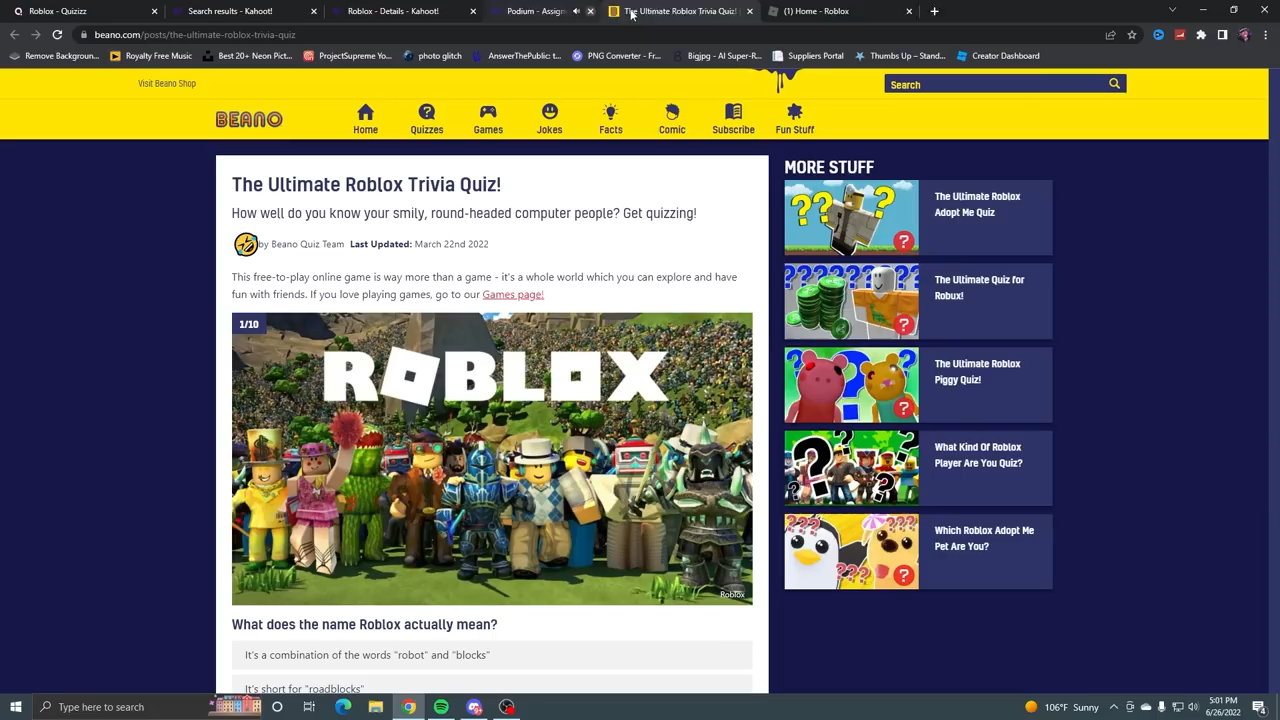 Roblox - Quizizz
Search Roblox! - Kahoot!
Details - Kahoot!
Podium - Assign
The Ultimate Roblox Trivia Quiz!
(1) Home - Roblox
beano.com/posts/the-ultimate-roblox-trivia-quiz
Remove Backgroun...
Royalty Free Music
Best 20+ Neon Pict...
ProjectSupreme Yo...
photo glitch
AnswerThePublic: t...
PNG Converter - Fr...
Bigjpg - AI Super-R...
Suppliers Portal
Thumbs Up – Stand...
Creator Dashboard
Visit Beano Shop
Search
BEANO
Home
Quizzes
Games
Jokes
Facts
Comic
Subscribe
Fun Stuff
The Ultimate Roblox Trivia Quiz!
How well do you know your smily, round-headed computer people? Get quizzing!
by Beano Quiz Team Last Updated: March 22nd 2022
This free-to-play online game is way more than a game - it's a whole world which you can explore and have
fun with friends. If you love playing games, go to our Games page!
1/10
ROBLOX
Roblox
What does the name Roblox actually mean?
It's a combination of the words "robot" and "blocks"
It's short for "roadblocks"
MORE STUFF
The Ultimate Roblox
Adopt Me Quiz
The Ultimate Quiz for
Robux!
The Ultimate Roblox
Piggy Quiz!
What Kind Of Roblox
Player Are You Quiz?
Which Roblox Adopt Me
Pet Are You?
Type here to search
106°F Sunny
5:01 PM
6/26/2022